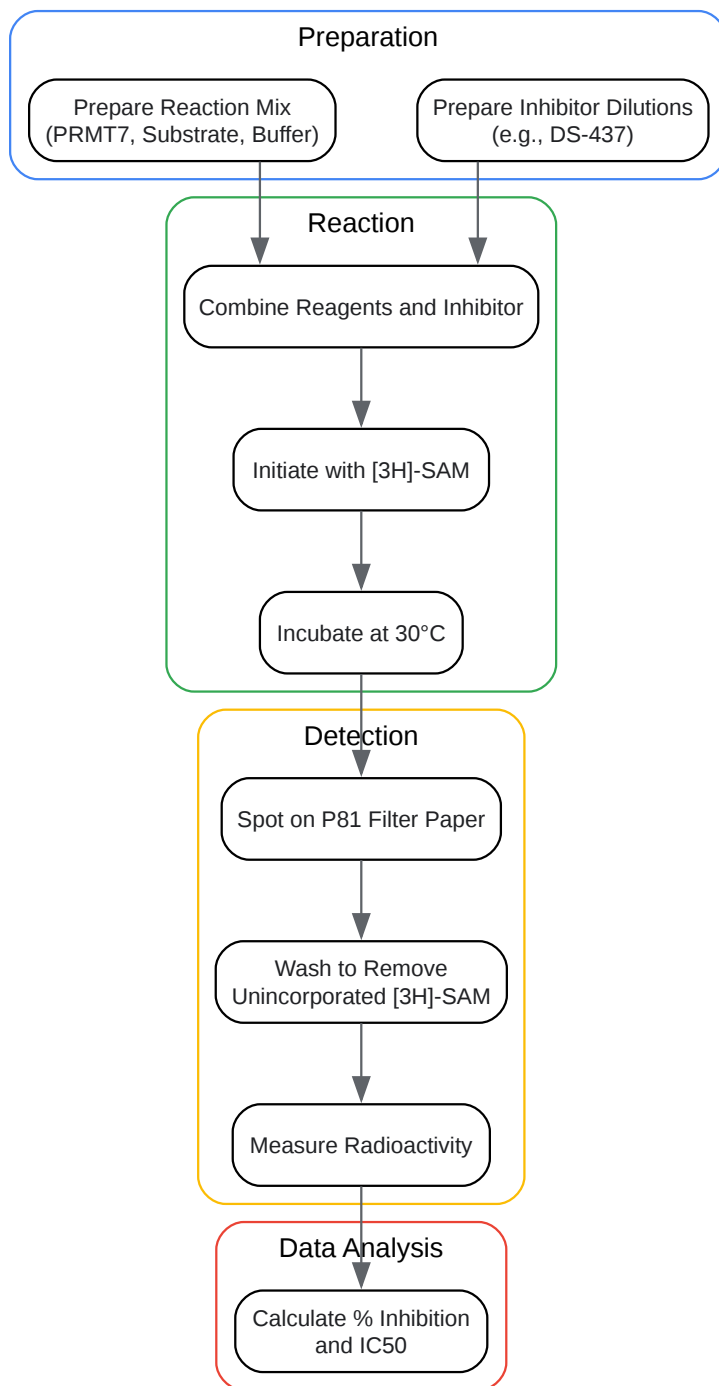 Preparation
Prepare Reaction Mix
(PRMT7, Substrate, Buffer)
Prepare Inhibitor Dilutions
(e.g., DS-437)
Reaction
Combine Reagents and Inhibitor
Initiate with [3H]-SAM
Incubate at 30°C
Detection
Spot on P81 Filter Paper
Wash to Remove
Unincorporated [3H]-SAM
Measure Radioactivity
Data Analysis
Calculate % Inhibition
and IC50